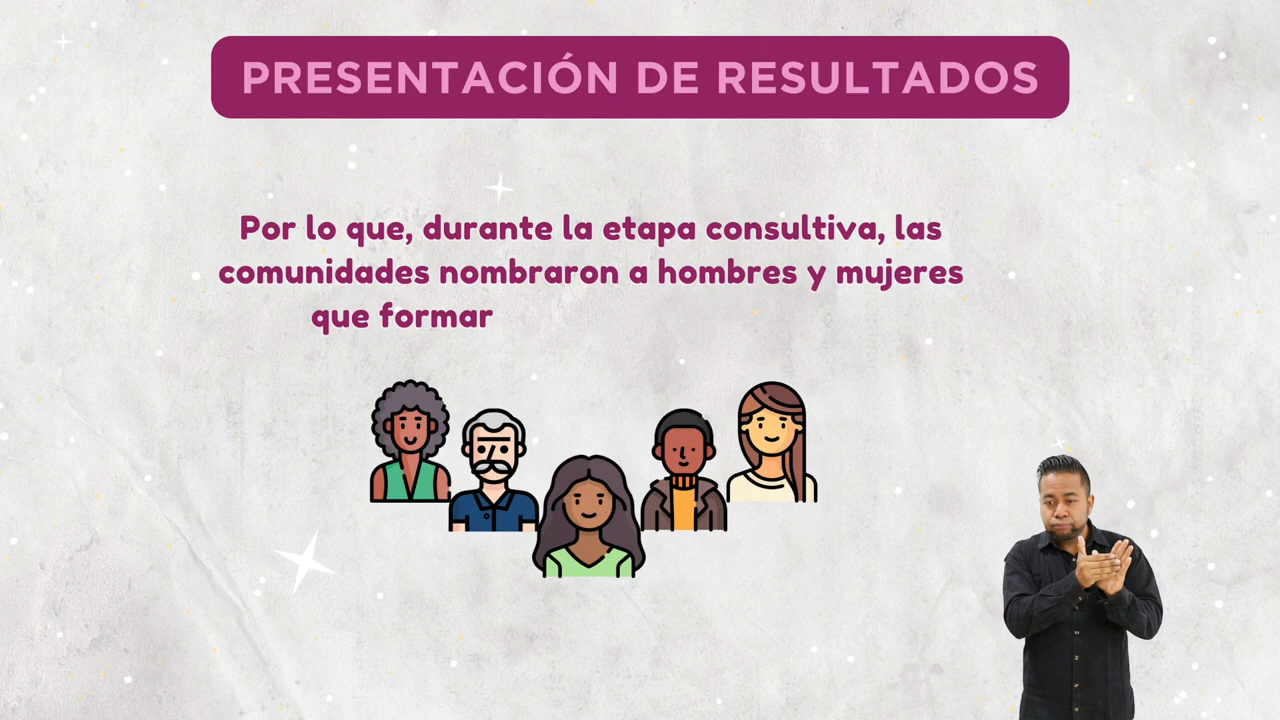 PRESENTACIÓN DE RESULTADOS
Por lo que, durante la etapa consultiva, las
comunidades nombraron a hombres y mujeres
que formar